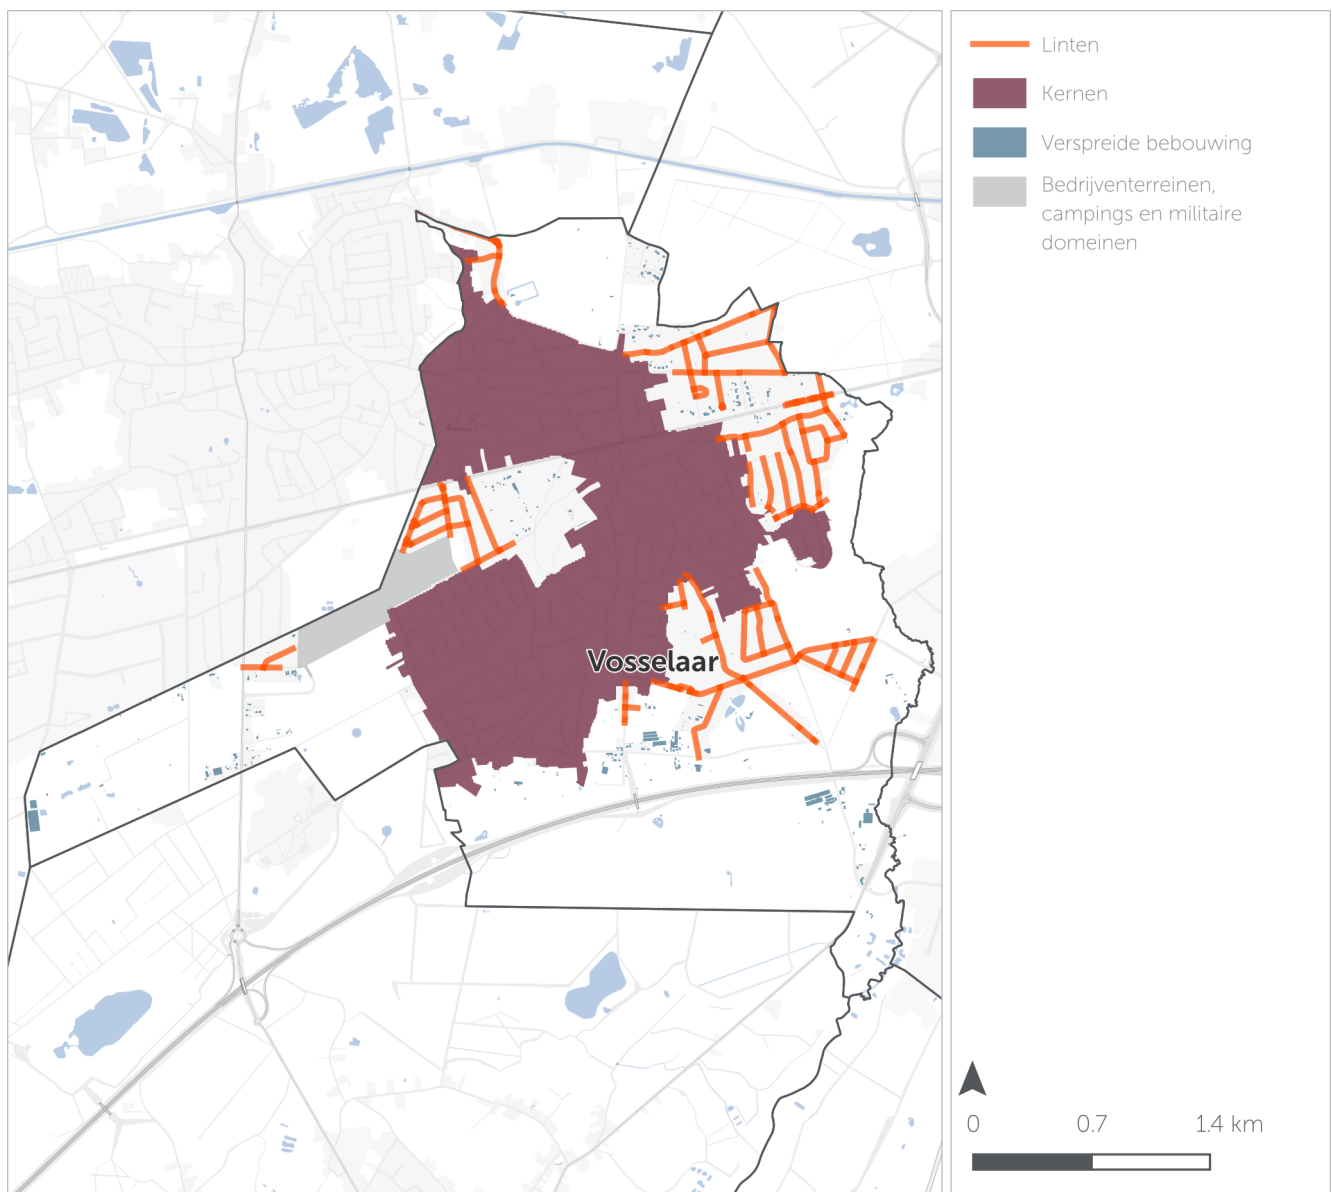 Linten
Kernen
Verspreide bebouwing
Bedrijventerreinen,
campings en militaire
domeinen
Vosselaar
0 0.7 1.4 km